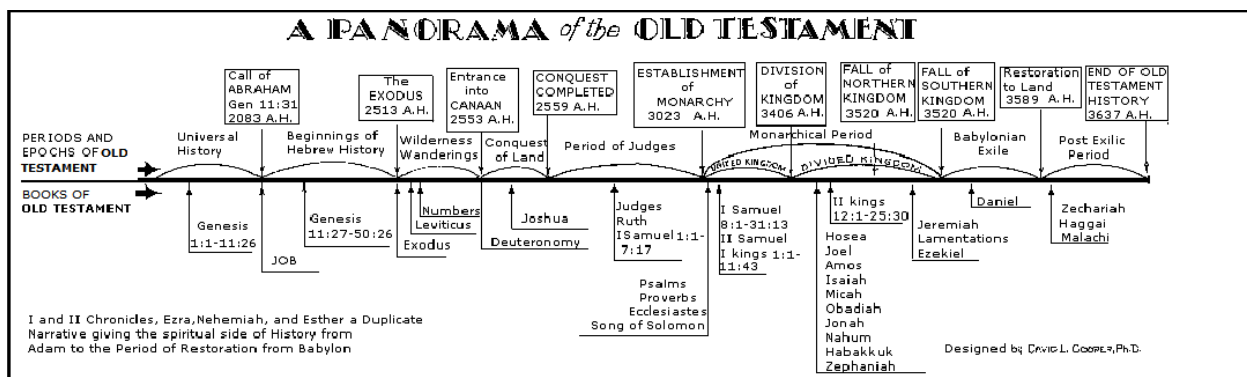 A PANORAMA of the OLD TESTAMENT
Call of
ABRAHAM
Gen 11:31
2083 A.H.
The
EXODUS
2513 A.H.
Entrance
into
CANAAN
2553 A.H.
CONQUEST
COMPLETED
2559 A.H.
ESTABLISHMENT
of MONARCHY
3023 A.H.
DIVISION
of
KINGDOM
3406 A.H.
FALL of
NORTHERN
KINGDOM
3520 A.H.
FALL of
SOUTHERN
KINGDOM
3520 A.H.
Restoration
to Land
3589 A.H.
END OF OLD
TESTAMENT
HISTORY
3637 A.H.
PERIODS AND
EPOCHS OF OLD
TESTAMENT
Universal
History
Beginnings of
Hebrew History
Wilderness
Wanderings
Conquest
of Land
Period of Judges
Monarchical Period
UNITED KINGDOM
DIVIDED KINGDOM
Babylonian
Exile
Post Exilic
Period
BOOKS OF
OLD TESTAMENT
Genesis
1:1-11:26
JOB
Genesis
11:27-50:26
Exodus
Numbers
Leviticus
Deuteronomy
Joshua
Judges
Ruth
ISamuel 1:1-
7:17
Psalms
Proverbs
Ecclesiastes
Song of Solomon
I Samuel
8:1-31:13
II Samuel
I kings 1:1-
11:43
II kings
12:1-25:30
Hosea
Joel
Amos
Isaiah
Micah
Obadiah
Jonah
Nahum
Habakkuk
Zephaniah
Jeremiah
Lamentations
Ezekiel
Daniel
Zechariah
Haggai
Malachi
I and II Chronicles, Ezra,Nehemiah, and Esther a Duplicate
Narrative giving the spiritual side of History from
Adam to the Period of Restoration from Babylon
Designed by DAVID L. COOPER,Ph.D.